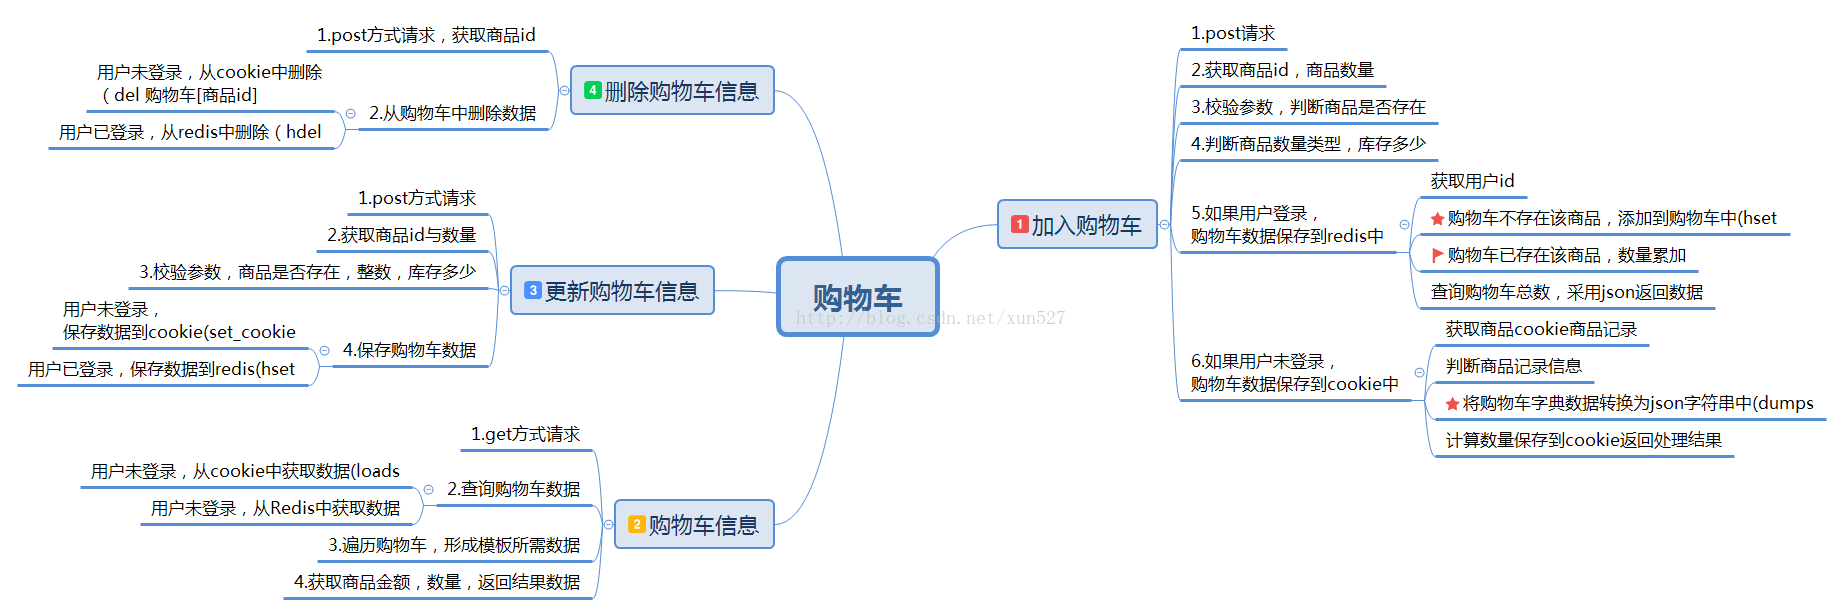 购物车
http://blog.csdn.net/xun527
1 加入购物车
1.post请求
2.获取商品id，商品数量
3.校验参数，判断商品是否存在
4.判断商品数量类型，库存多少
5.如果用户登录，
购物车数据保存到redis中
获取用户id
购物车不存在该商品，添加到购物车中(hset
购物车已存在该商品，数量累加
查询购物车总数，采用json返回数据
6.如果用户未登录，
购物车数据保存到cookie中
获取商品cookie商品记录
判断商品记录信息
将购物车字典数据转换为json字符串中(dumps
计算数量保存到cookie返回处理结果
2 购物车信息
1.get方式请求
2.查询购物车数据
用户未登录，从cookie中获取数据(loads
用户未登录，从Redis中获取数据
3.遍历购物车，形成模板所需数据
4.获取商品金额，数量，返回结果数据
3 更新购物车信息
1.post方式请求
2.获取商品id与数量
3.校验参数，商品是否存在，整数，库存多少
4.保存购物车数据
用户未登录，
保存数据到cookie(set_cookie
用户已登录，保存数据到redis(hset
4 删除购物车信息
1.post方式请求，获取商品id
2.从购物车中删除数据
用户未登录，从cookie中删除
（del 购物车[商品id]
用户已登录，从redis中删除（hdel